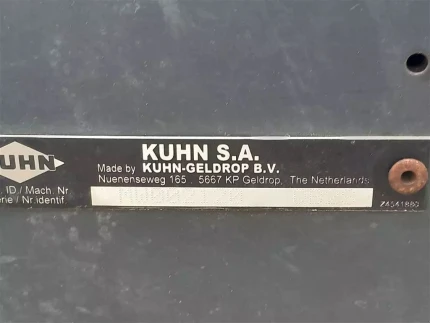 KUHN S.A.
KUHN
Made by KUHN-GELDROP B.V.
Nuenenseweg 165 . 5667 KP Geldrop, The Netherlands
. ID / Mach. Nr
erie / Nr.identif.
Z4541880